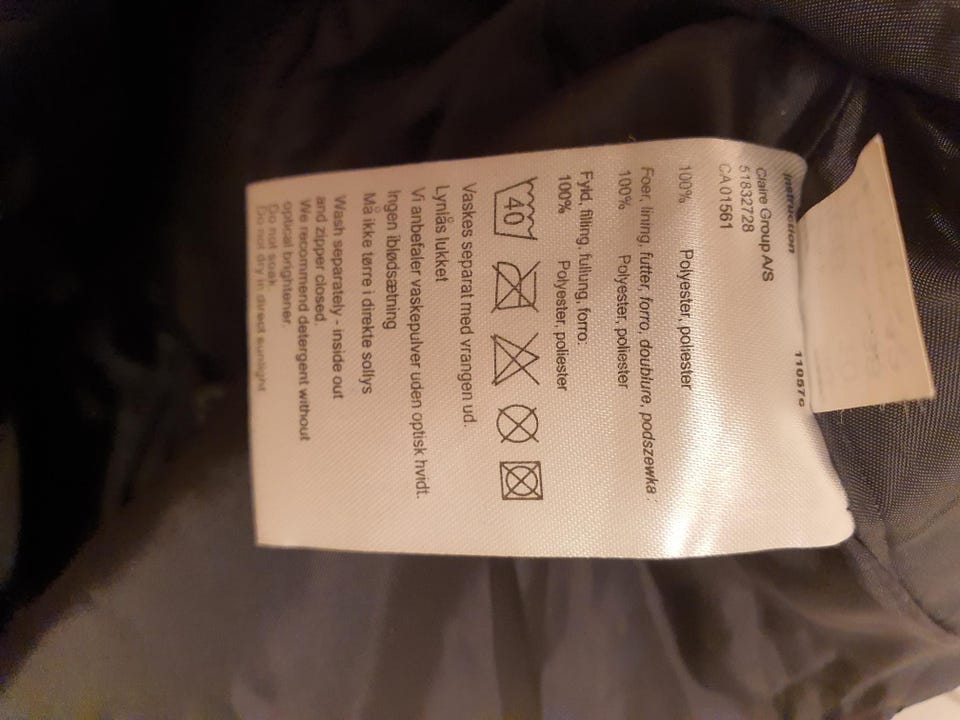 Instruction
11057c
Claire Group A/S
51832728
CA01561
100% Polyester, poliester
Foer, lining, futter, forro, doublure, podszewka:
100% Polyester, poliester
Fyld, filling, fullung, forro:
100% Polyester, poliester
40
Vaskes separat med vrangen ud.
Lynlås lukket
Vi anbefaler vaskepulver uden optisk hvidt.
Ingen iblødsætning
Må ikke tørre i direkte sollys
Wash separately - inside out
and zipper closed.
We recommend detergent without
optical brightener.
Do not soak
Do not dry in direct sunlight